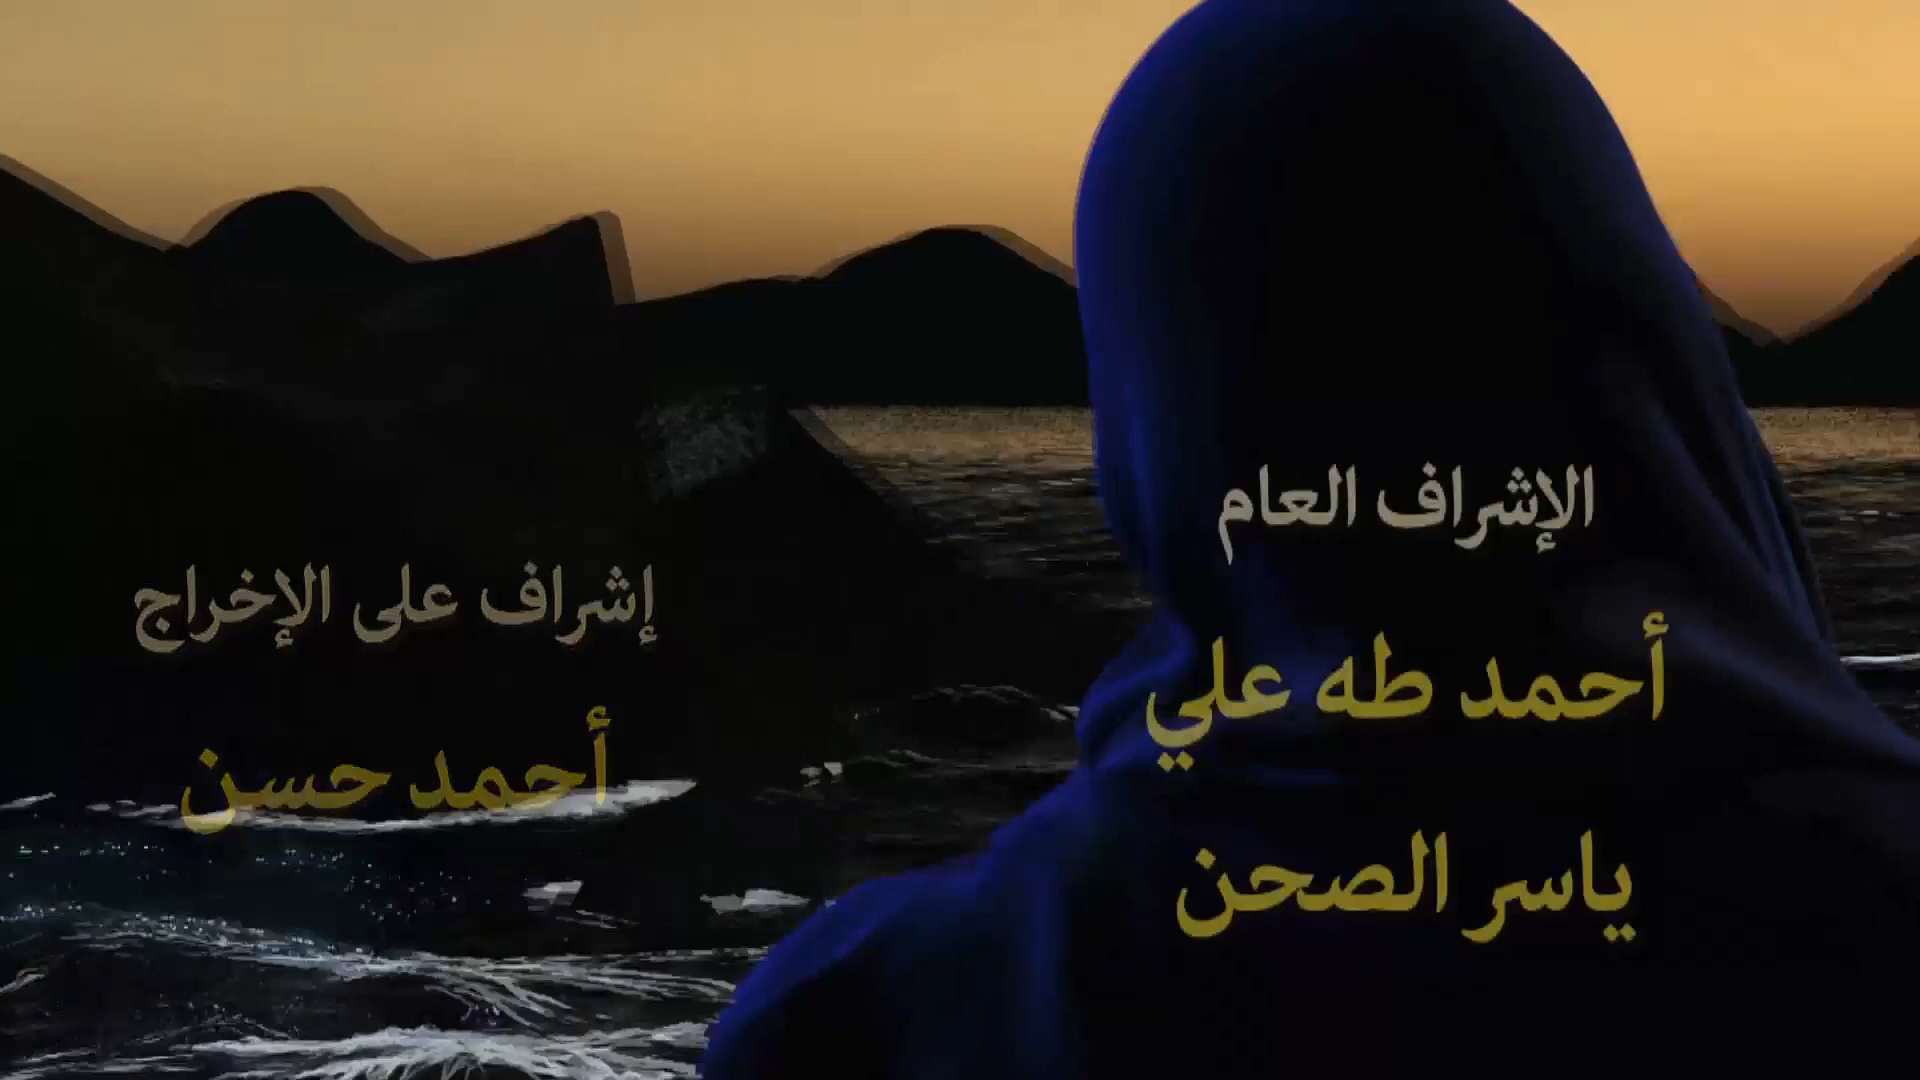 الإشراف العام
أحمد طه علي
ياسر الصحن
إشراف على الإخراج
أحمد حسن